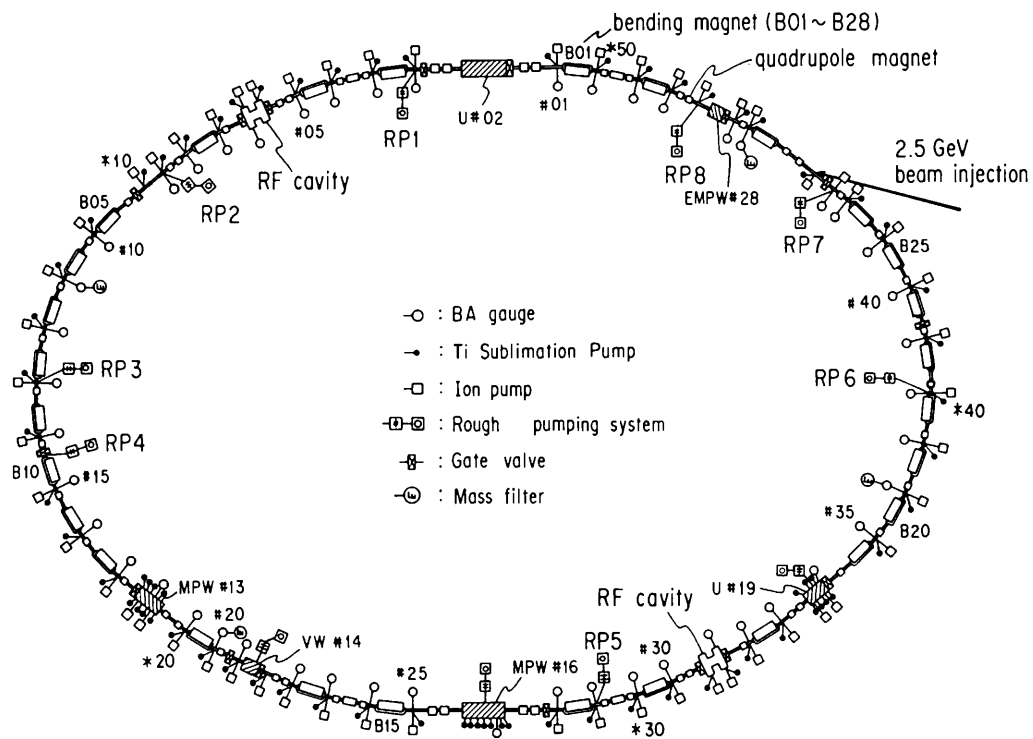 bending magnet (B01~B28)
B01
*50
quadrupole magnet
U#02
#01
#05
RP1
RP8
EMPW#28
2.5 GeV
beam injection
*10
RF cavity
RP2
B05
#10
RP7
B25
#40
RP3
RP6
*40
RP4
B10
#15
: BA gauge
: Ti Sublimation Pump
: Ion pump
: Rough pumping system
: Gate valve
: Mass filter
#35
B20
MPW #13
#20
*20
VW #14
U #19
RF cavity
#25
B15
MPW #16
RP5
#30
*30